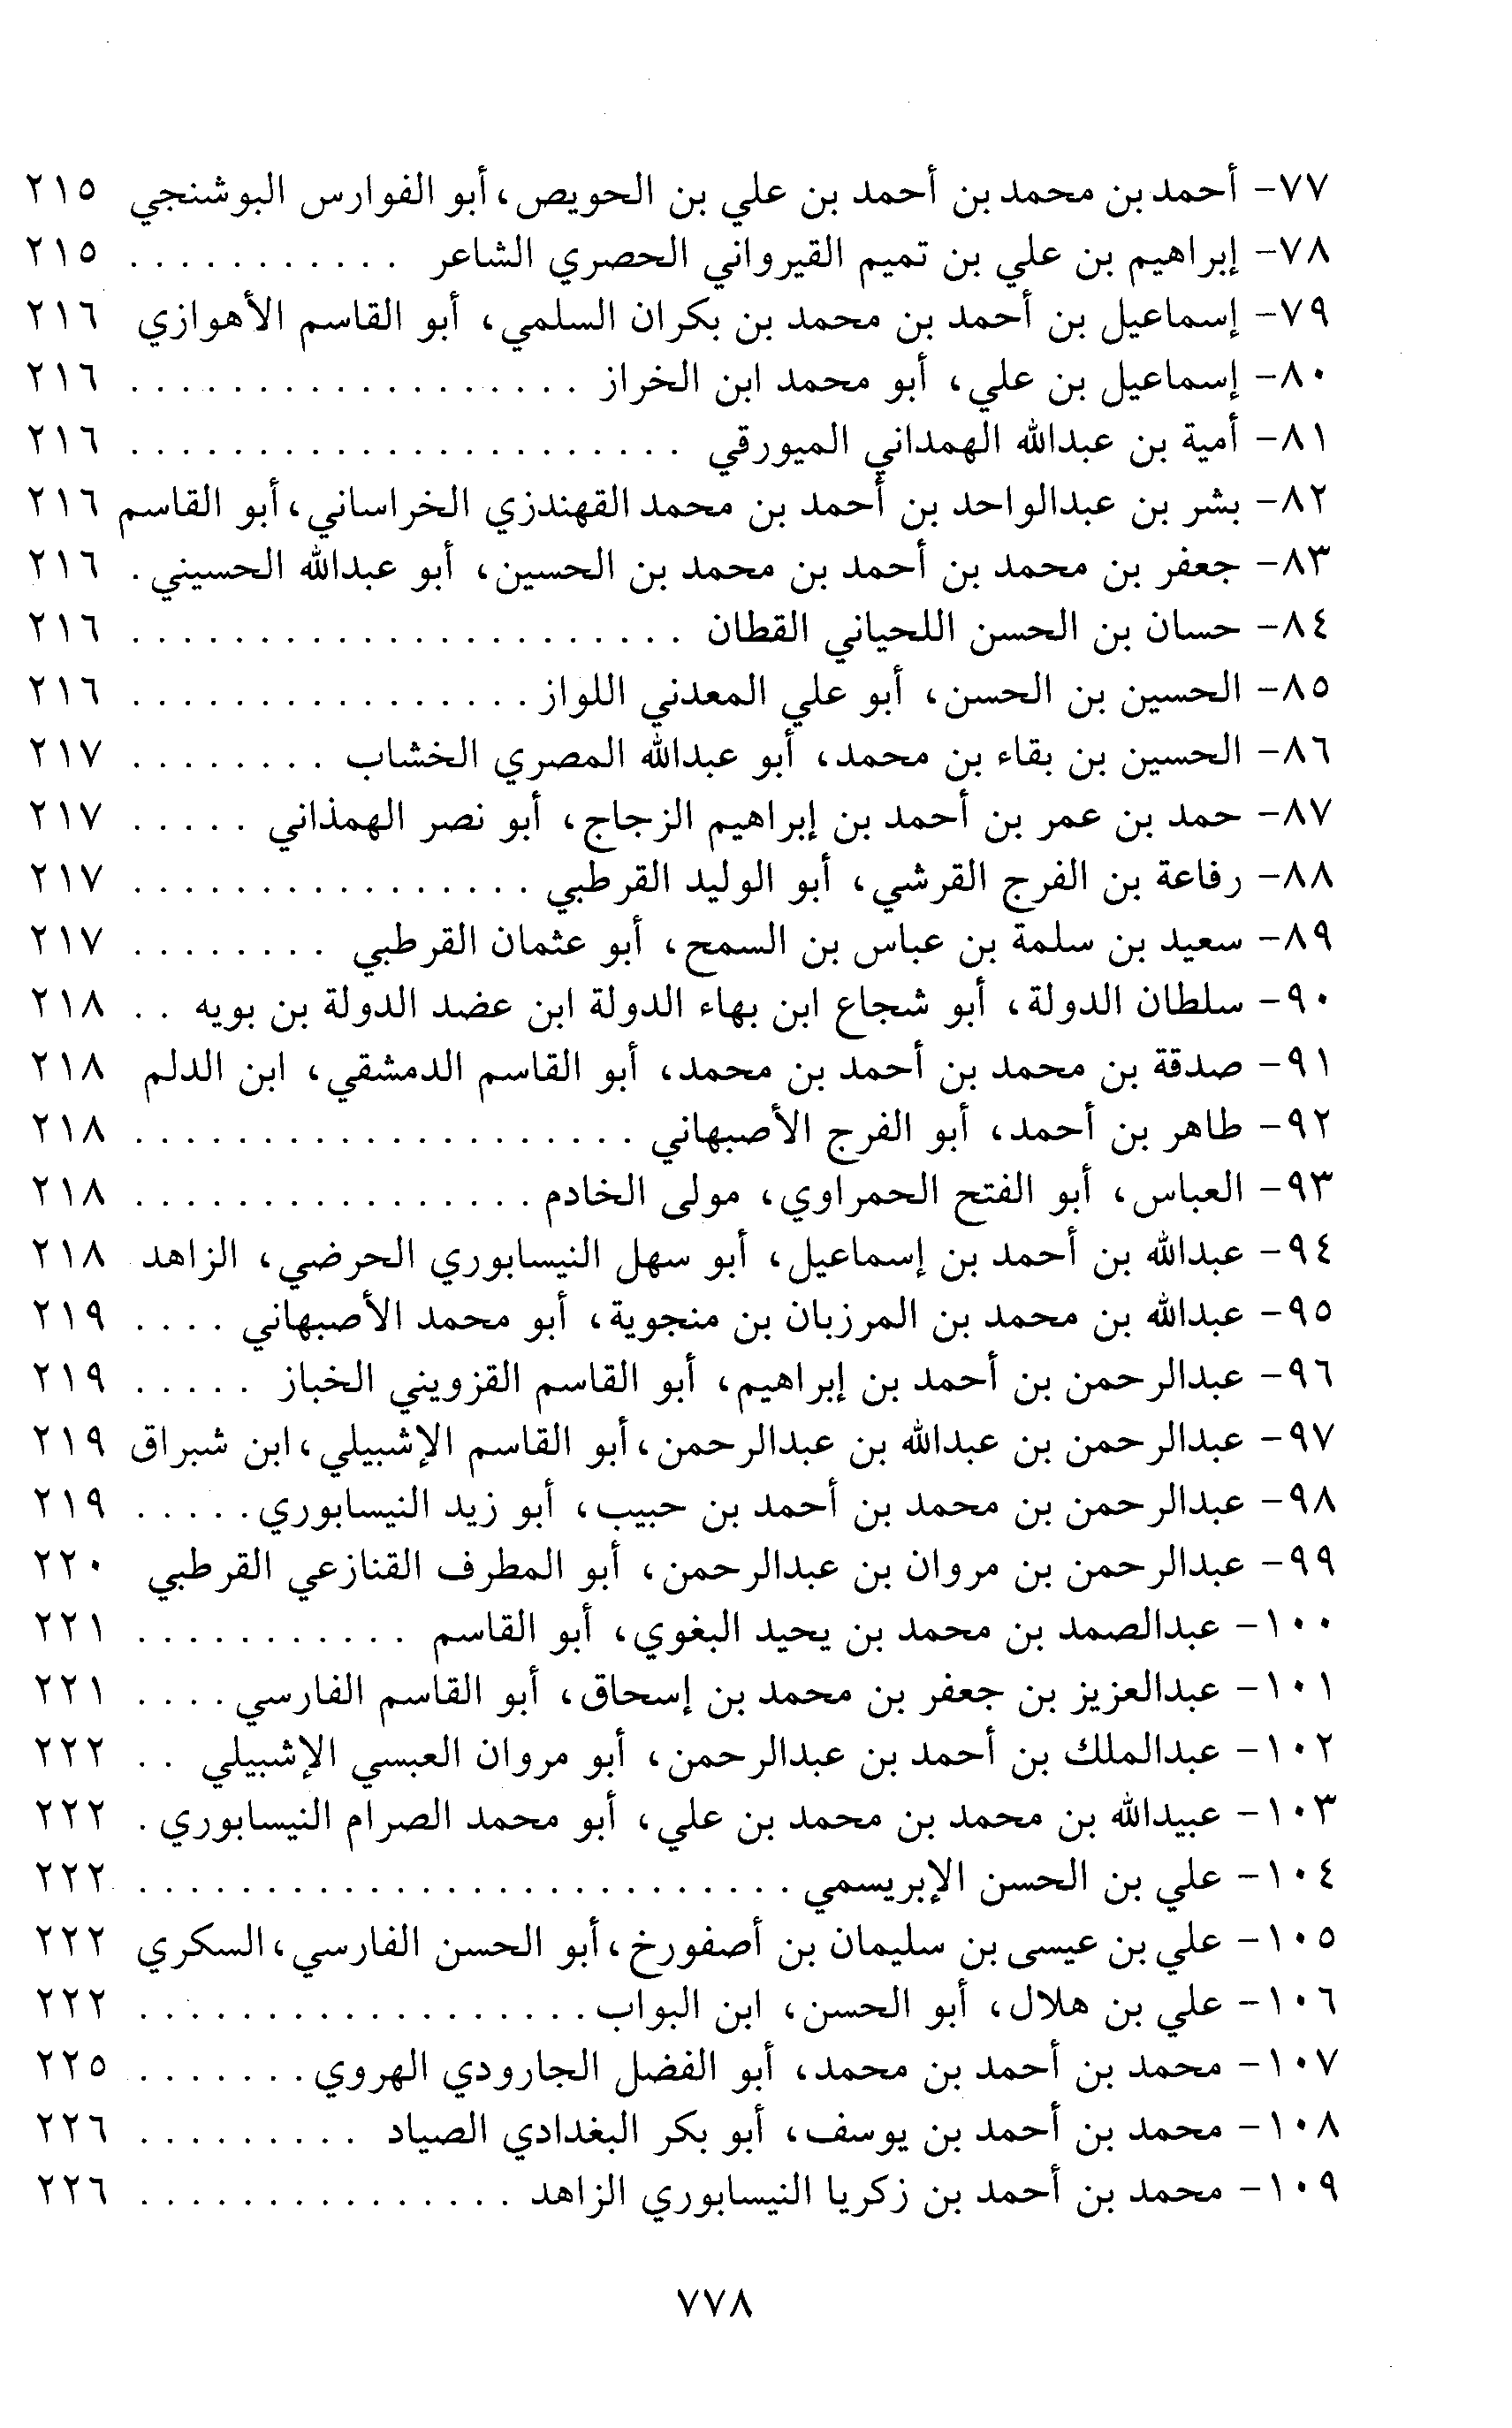 ٧٧- أحمد بن محمد بن أحمد بن علي بن الحويص، أبو الفوارس البوشنجي ٢١٥
٧٨- إبراهيم بن علي بن تميم القيرواني الحصري الشاعر . . . . . . . . . . . ٢١٥
٧٩- إسماعيل بن أحمد بن محمد بن بكران السلمي، أبو القاسم الأهوازي ٢١٦
٨٠- إسماعيل بن علي، أبو محمد ابن الخراز . . . . . . . . . . . . . . . . . . ٢١٦
٨١- أمية بن عبدالله الهمداني الميورقي . . . . . . . . . . . . . . . . . . . . . . ٢١٦
٨٢- بشر بن عبدالواحد بن أحمد بن محمد القهندزي الخراساني، أبو القاسم ٢١٦
٨٣- جعفر بن محمد بن أحمد بن محمد بن الحسين، أبو عبدالله الحسيني . ٢١٦
٨٤- حسان بن الحسن اللحياني القطان . . . . . . . . . . . . . . . . . . . . . . ٢١٦
٨٥- الحسين بن الحسن، أبو علي المعدني اللواز . . . . . . . . . . . . . . . . ٢١٦
٨٦- الحسين بن بقاء بن محمد، أبو عبدالله المصري الخشاب . . . . . . . . ٢١٧
٨٧- حمد بن عمر بن أحمد بن إبراهيم الزجاج، أبو نصر الهمذاني . . . . . ٢١٧
٨٨- رفاعة بن الفرج القرشي، أبو الوليد القرطبي . . . . . . . . . . . . . . . . ٢١٧
٨٩- سعيد بن سلمة بن عباس بن السمح، أبو عثمان القرطبي . . . . . . . . ٢١٧
٩٠- سلطان الدولة، أبو شجاع ابن بهاء الدولة ابن عضد الدولة بن بويه . . ٢١٨
٩١- صدقة بن محمد بن أحمد بن محمد، أبو القاسم الدمشقي، ابن الدلم ٢١٨
٩٢- طاهر بن أحمد، أبو الفرج الأصبهاني . . . . . . . . . . . . . . . . . . . . ٢١٨
٩٣- العباس، أبو الفتح الحمراوي، مولى الخادم . . . . . . . . . . . . . . . . ٢١٨
٩٤- عبدالله بن أحمد بن إسماعيل، أبو سهل النيسابوري الحرضي، الزاهد ٢١٨
٩٥- عبدالله بن محمد بن المرزبان بن منجوية، أبو محمد الأصبهاني . . . . ٢١٩
٩٦- عبدالرحمن بن أحمد بن إبراهيم، أبو القاسم القزويني الخباز . . . . . ٢١٩
٩٧- عبدالرحمن بن عبدالله بن عبدالرحمن، أبو القاسم الإشبيلي، ابن شبراق ٢١٩
٩٨- عبدالرحمن بن محمد بن أحمد بن حبيب، أبو زيد النيسابوري . . . . . ٢١٩
٩٩- عبدالرحمن بن مروان بن عبدالرحمن، أبو المطرف القنازعي القرطبي ٢٢٠
١٠٠- عبدالصمد بن محمد بن يحيد البغوي، أبو القاسم . . . . . . . . . . . ٢٢١
١٠١- عبدالعزيز بن جعفر بن محمد بن إسحاق، أبو القاسم الفارسي . . . . ٢٢١
١٠٢- عبدالملك بن أحمد بن عبدالرحمن، أبو مروان العبسي الإشبيلي . . ٢٢٢
١٠٣- عبيدالله بن محمد بن محمد بن علي، أبو محمد الصرام النيسابوري . ٢٢٢
١٠٤- علي بن الحسن الإبريسمي . . . . . . . . . . . . . . . . . . . . . . . . . . ٢٢٢
١٠٥- علي بن عيسى بن سليمان بن أصفورخ، أبو الحسن الفارسي، السكري ٢٢٢
١٠٦- علي بن هلال، أبو الحسن، ابن البواب . . . . . . . . . . . . . . . . . . ٢٢٢
١٠٧- محمد بن أحمد بن محمد، أبو الفضل الجارودي الهروي . . . . . . . ٢٢٥
١٠٨- محمد بن أحمد بن يوسف، أبو بكر البغدادي الصياد . . . . . . . . . ٢٢٦
١٠٩- محمد بن أحمد بن زكريا النيسابوري الزاهد . . . . . . . . . . . . . . . ٢٢٦
٧٧٨